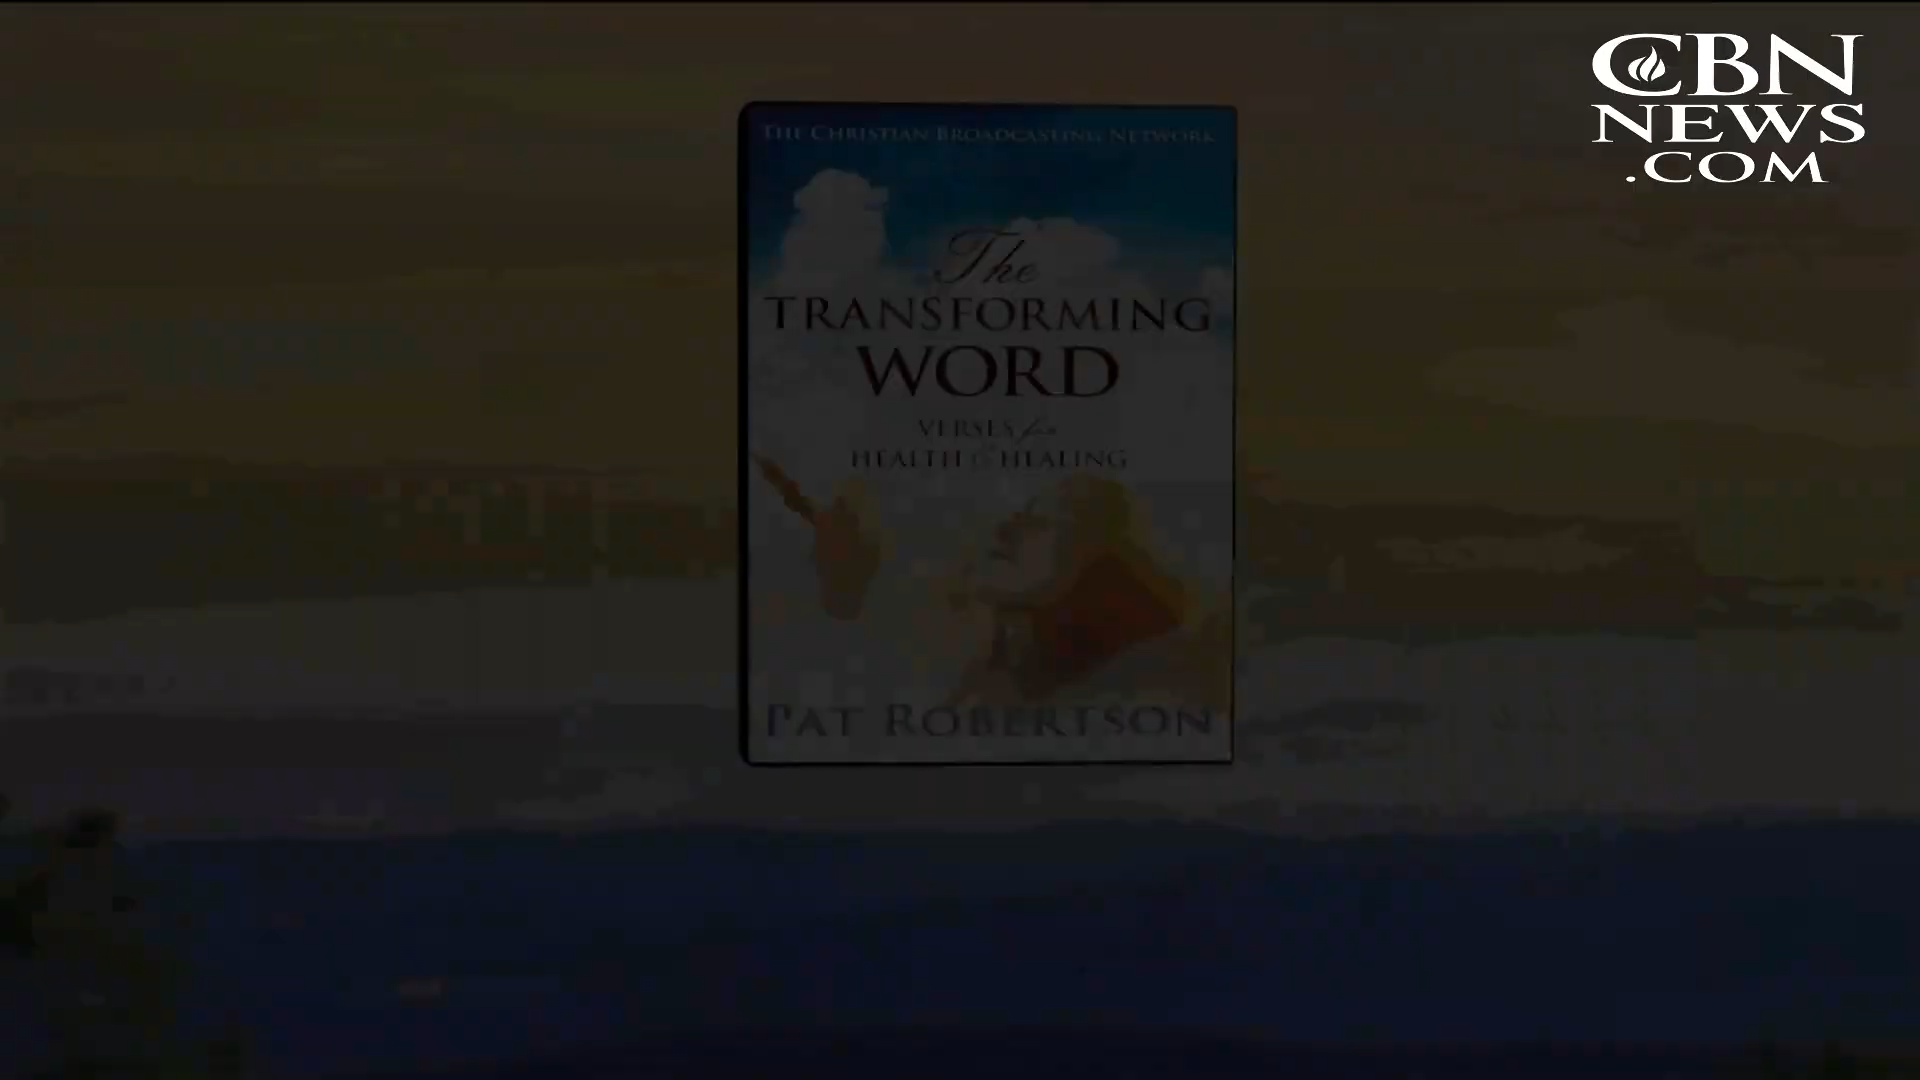 CBN
NEWS
.COM
THE CHRISTIAN BROADCASTING NETWORK
The
TRANSFORMING
WORD
VERSES for
HEALTH & HEALING
PAT ROBERTSON